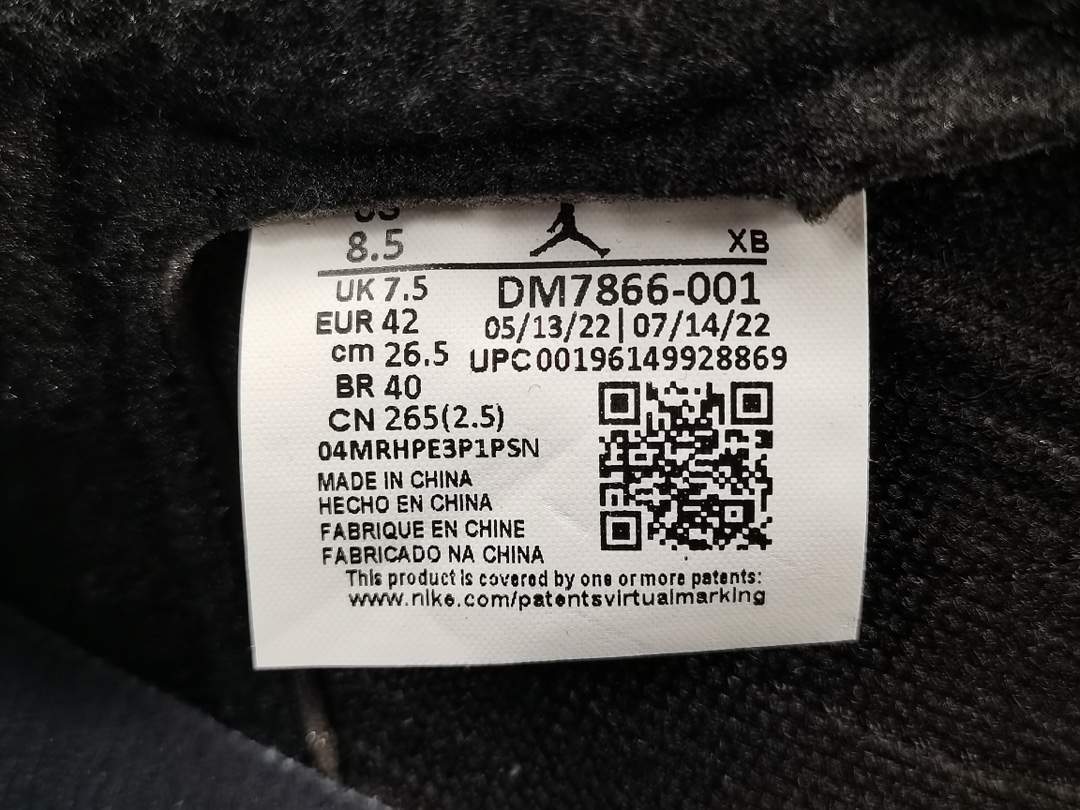 US
8.5
XB
UK 7.5
DM7866-001
EUR 42
05/13/22|07/14/22
cm 26.5
UPC00196149928869
BR 40
CN 265(2.5)
04MRHPE3P1PSN
MADE IN CHINA
HECHO EN CHINA
FABRIQUE EN CHINE
FABRICADO NA CHINA
This product is covered by one or more patents:
www.nike.com/patentsvirtualmarking